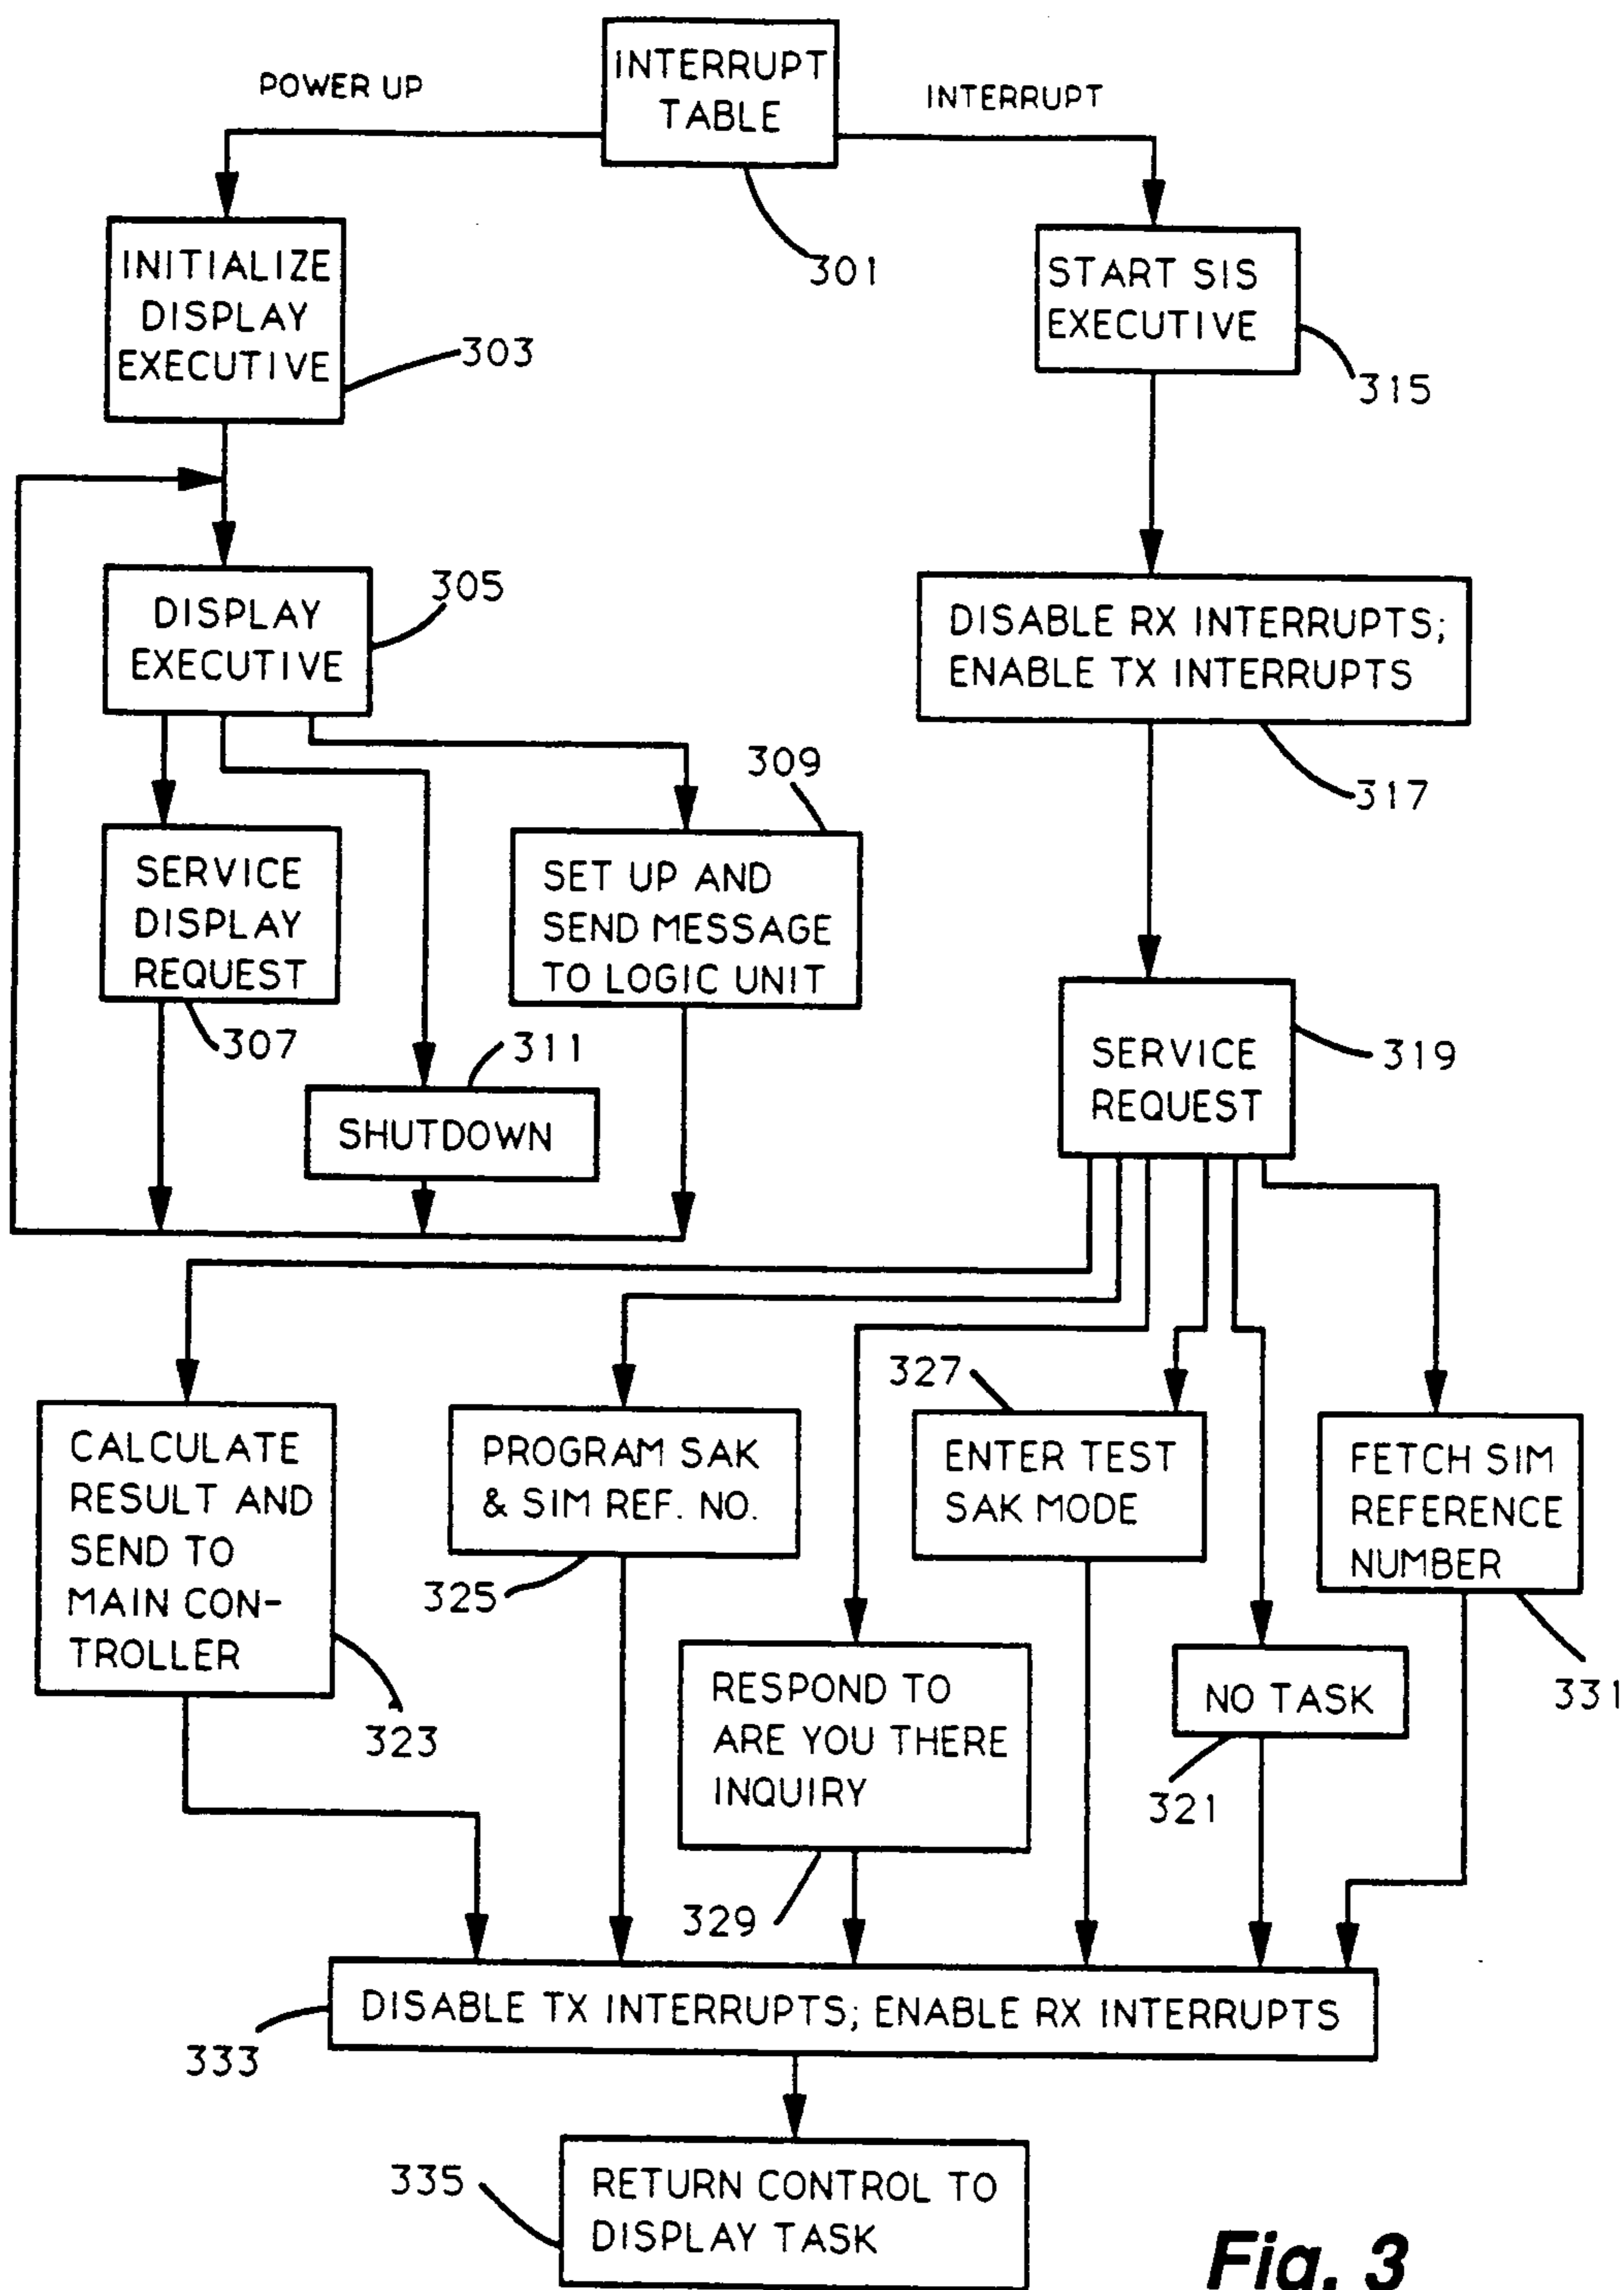 POWER UP
INTERRUPT
TABLE
INTERRUPT
301
INITIALIZE
DISPLAY
EXECUTIVE
303
START SIS
EXECUTIVE
315
DISPLAY
EXECUTIVE
305
DISABLE RX INTERRUPTS;
ENABLE TX INTERRUPTS
317
SERVICE
DISPLAY
REQUEST
307
309
SET UP AND
SEND MESSAGE
TO LOGIC UNIT
311
SHUTDOWN
SERVICE
REQUEST
319
CALCULATE
RESULT AND
SEND TO
MAIN CON-
TROLLER
323
PROGRAM SAK
& SIM REF. NO.
325
327
ENTER TEST
SAK MODE
FETCH SIM
REFERENCE
NUMBER
331
RESPOND TO
ARE YOU THERE
INQUIRY
329
NO TASK
321
DISABLE TX INTERRUPTS; ENABLE RX INTERRUPTS
333
335
RETURN CONTROL TO
DISPLAY TASK
Fig. 3